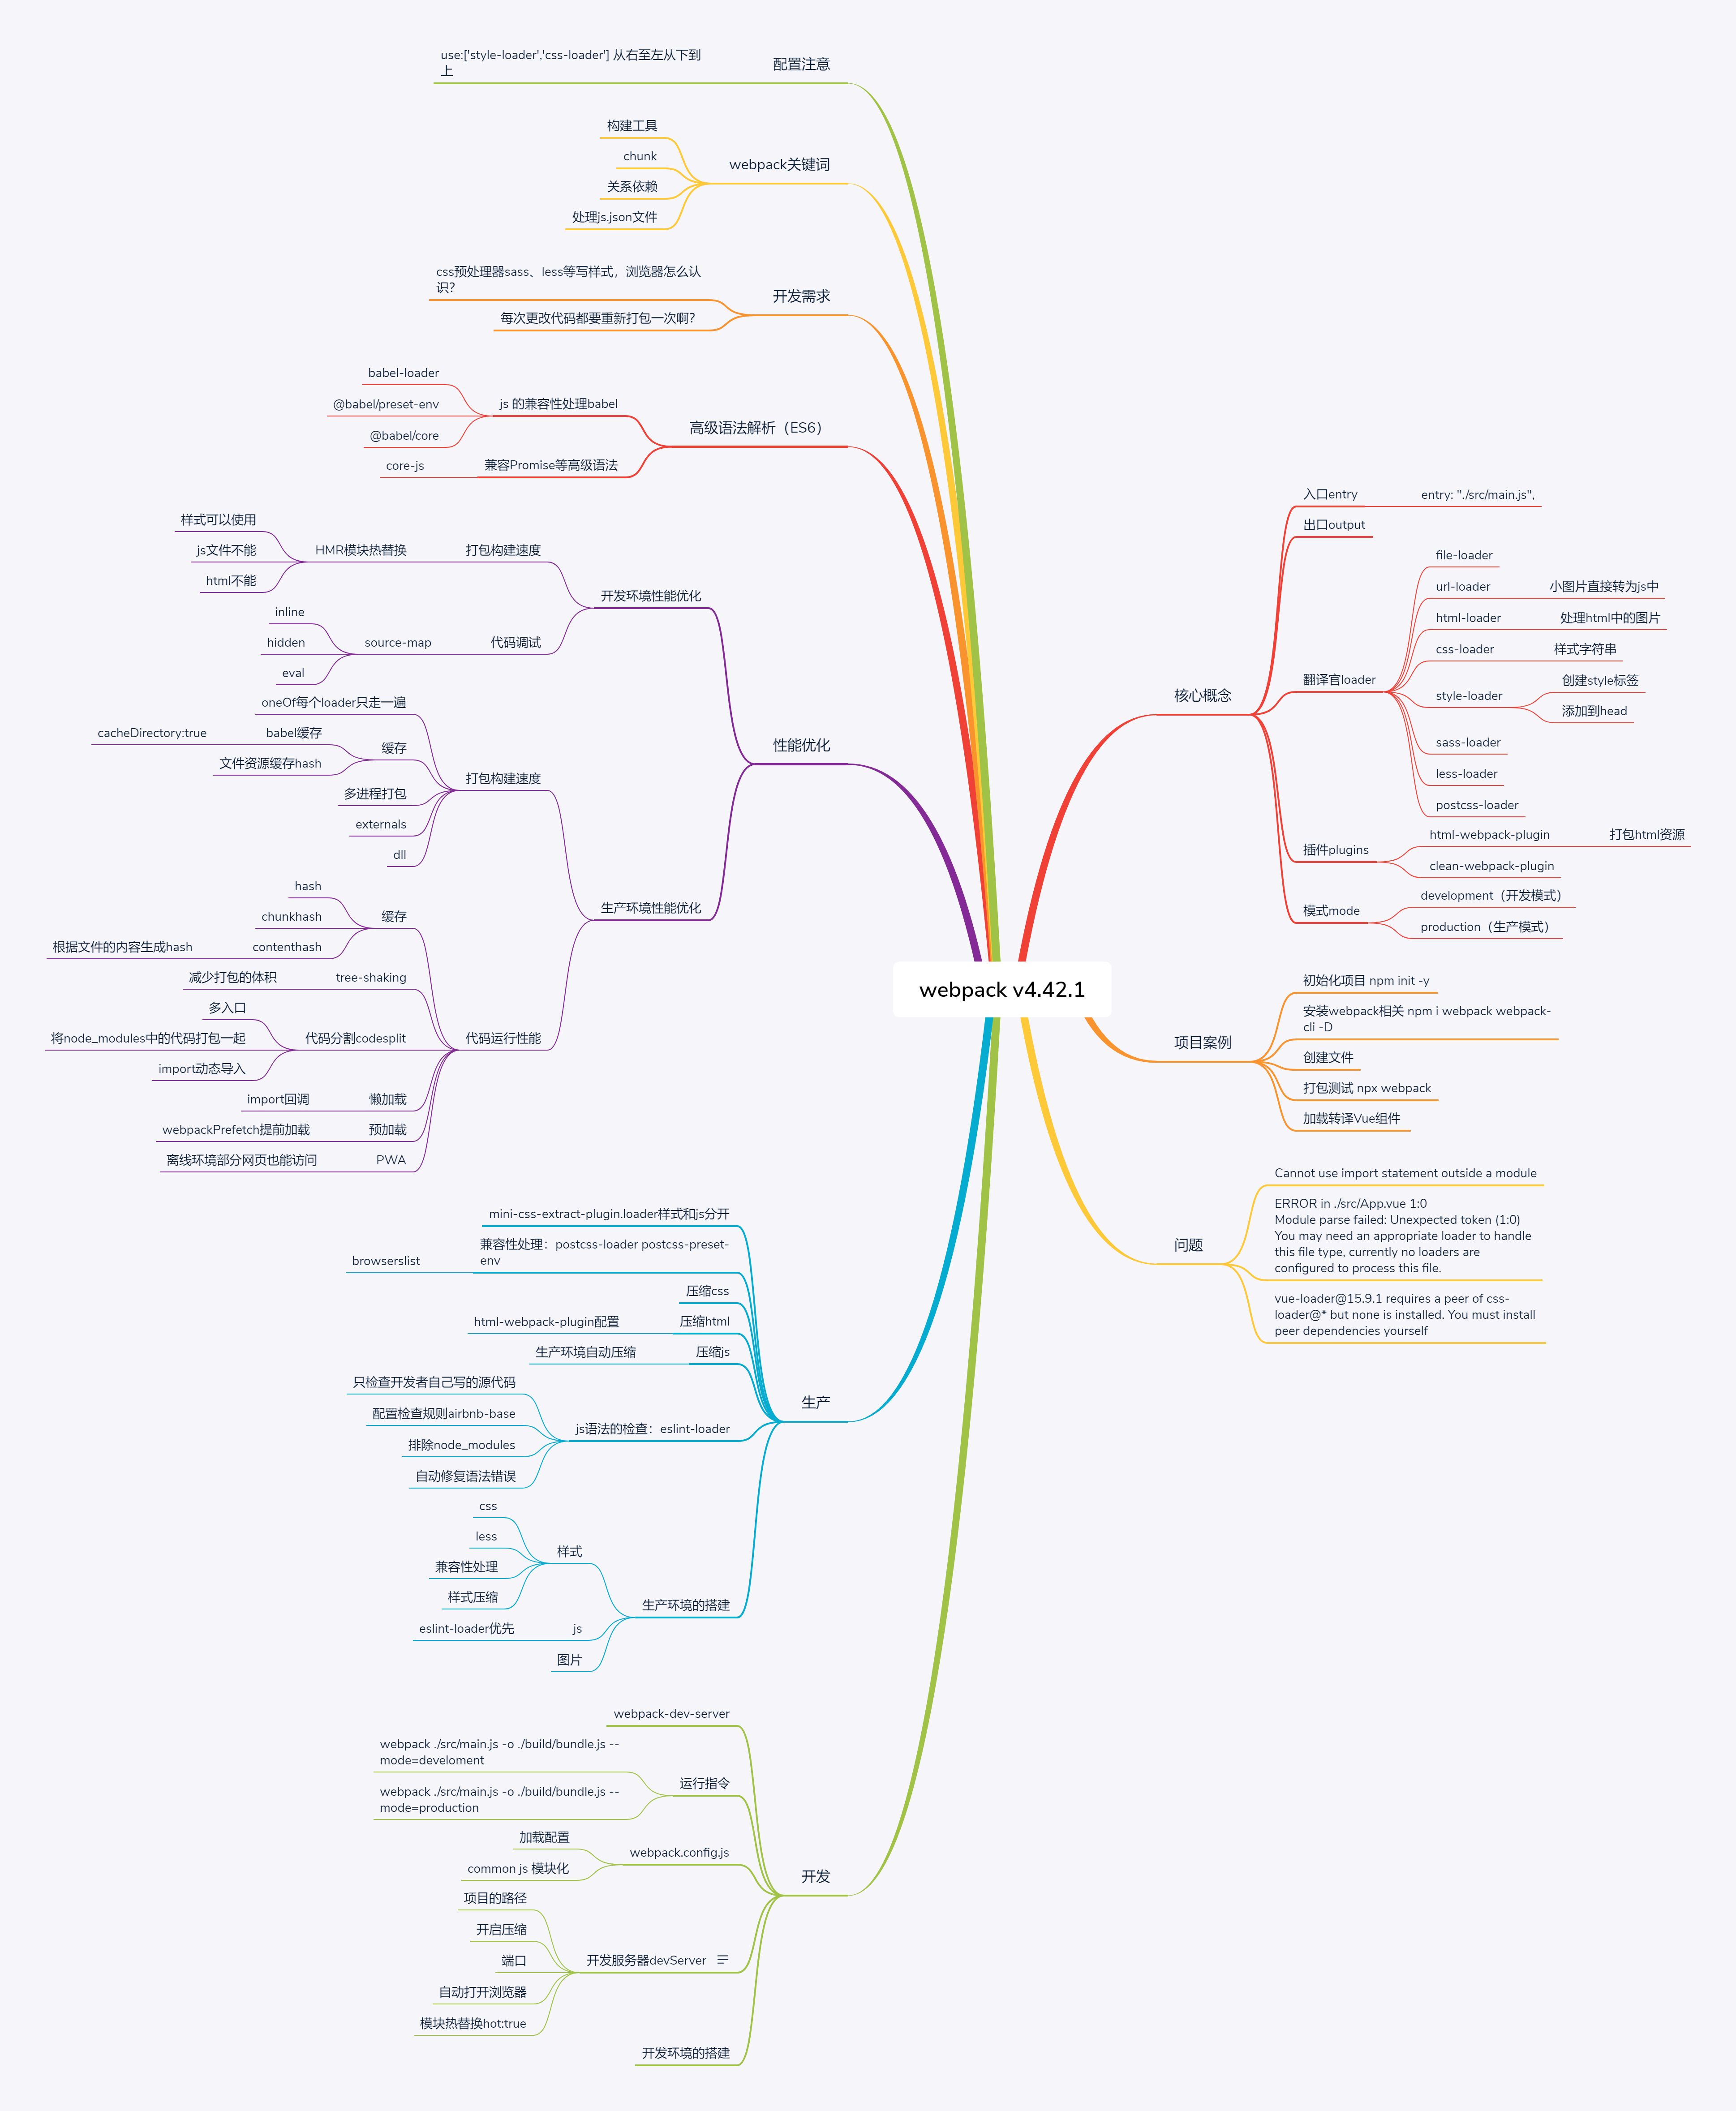 webpack v4.42.1
核心概念
入口entry
entry: "./src/main.js",
出口output
翻译官loader
file-loader
url-loader
小图片直接转为js中
html-loader
处理html中的图片
css-loader
样式字符串
style-loader
创建style标签
添加到head
sass-loader
less-loader
postcss-loader
插件plugins
html-webpack-plugin
打包html资源
clean-webpack-plugin
模式mode
development（开发模式）
production（生产模式）
项目案例
初始化项目 npm init -y
安装webpack相关 npm i webpack webpack-
cli -D
创建文件
打包测试 npx webpack
加载转译Vue组件
问题
Cannot use import statement outside a module
ERROR in ./src/App.vue 1:0
Module parse failed: Unexpected token (1:0)
You may need an appropriate loader to handle
this file type, currently no loaders are
configured to process this file.
vue-loader@15.9.1 requires a peer of css-
loader@* but none is installed. You must install
peer dependencies yourself
配置注意
use:['style-loader','css-loader'] 从右至左从下到
上
webpack关键词
构建工具
chunk
关系依赖
处理js.json文件
开发需求
css预处理器sass、less等写样式，浏览器怎么认
识？
每次更改代码都要重新打包一次啊？
高级语法解析（ES6）
js 的兼容性处理babel
babel-loader
@babel/preset-env
@babel/core
兼容Promise等高级语法
core-js
性能优化
开发环境性能优化
打包构建速度
HMR模块热替换
样式可以使用
js文件不能
html不能
代码调试
source-map
inline
hidden
eval
生产环境性能优化
打包构建速度
oneOf每个loader只走一遍
缓存
babel缓存
cacheDirectory:true
文件资源缓存hash
多进程打包
externals
dll
代码运行性能
缓存
hash
chunkhash
contenthash
根据文件的内容生成hash
tree-shaking
减少打包的体积
代码分割codesplit
多入口
将node_modules中的代码打包一起
import动态导入
懒加载
import回调
预加载
webpackPrefetch提前加载
PWA
离线环境部分网页也能访问
生产
mini-css-extract-plugin.loader样式和js分开
兼容性处理：postcss-loader postcss-preset-
env
browserslist
压缩css
压缩html
html-webpack-plugin配置
压缩js
生产环境自动压缩
js语法的检查：eslint-loader
只检查开发者自己写的源代码
配置检查规则airbnb-base
排除node_modules
自动修复语法错误
生产环境的搭建
样式
css
less
兼容性处理
样式压缩
js
eslint-loader优先
图片
开发
webpack-dev-server
运行指令
webpack ./src/main.js -o ./build/bundle.js --
mode=develoment
webpack ./src/main.js -o ./build/bundle.js --
mode=production
webpack.config.js
加载配置
common js 模块化
开发服务器devServer
项目的路径
开启压缩
端口
自动打开浏览器
模块热替换hot:true
开发环境的搭建